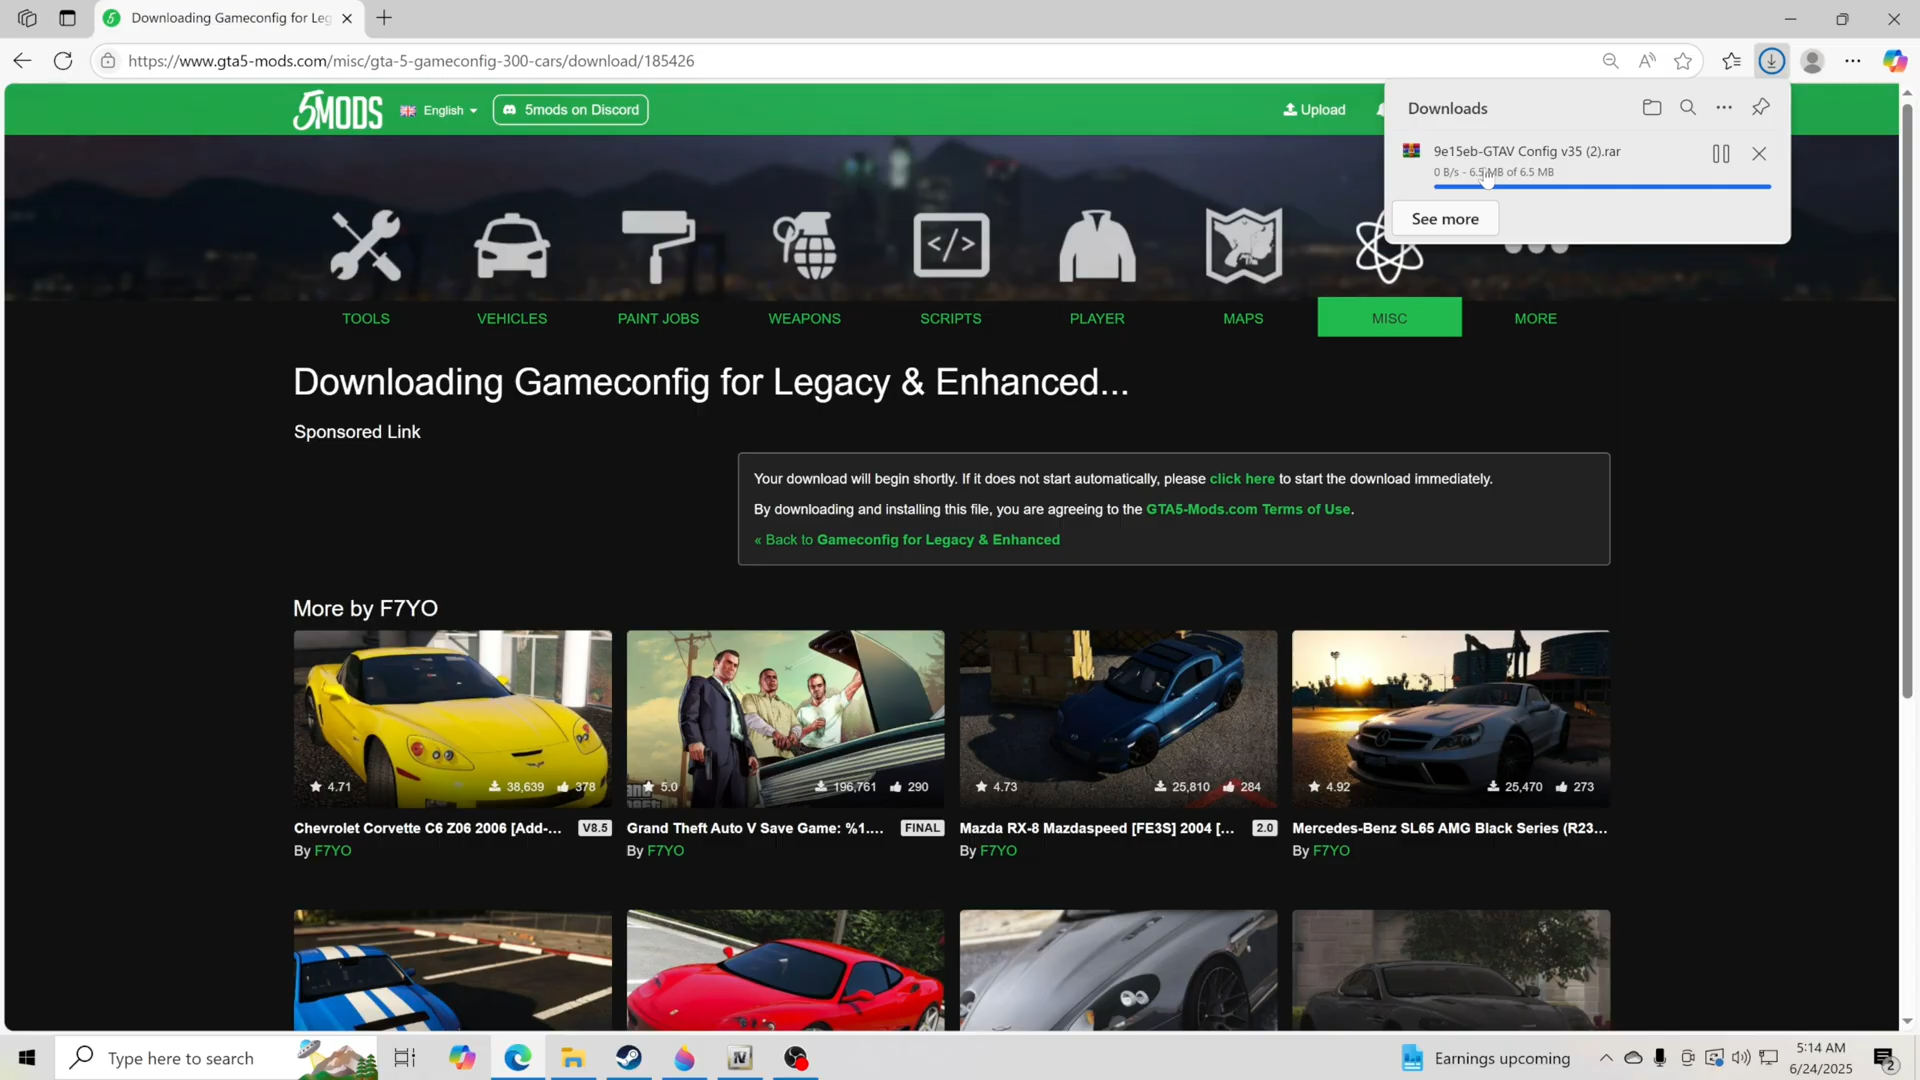 Downloading Gameconfig for Leg
https://www.gta5-mods.com/misc/gta-5-gameconfig-300-cars/download/185426
5MODS
English
5mods on Discord
Upload
Downloads
9e15eb-GTAV Config v35 (2).rar
0 B/s - 6.5 MB of 6.5 MB
See more
TOOLS
VEHICLES
PAINT JOBS
WEAPONS
SCRIPTS
PLAYER
MAPS
MISC
MORE
Downloading Gameconfig for Legacy & Enhanced...
Sponsored Link
Your download will begin shortly. If it does not start automatically, please click here to start the download immediately.
By downloading and installing this file, you are agreeing to the GTA5-Mods.com Terms of Use.
« Back to Gameconfig for Legacy & Enhanced
More by F7YO
4.71 38,639 378
5.0 196,761 290
4.73 25,810 284
4.92 25,470 273
Chevrolet Corvette C6 Z06 2006 [Add-... V8.5
Grand Theft Auto V Save Game: %1.... FINAL
Mazda RX-8 Mazdaspeed [FE3S] 2004 [... 2.0
Mercedes-Benz SL65 AMG Black Series (R23...
By F7YO
By F7YO
By F7YO
By F7YO
Type here to search
Earnings upcoming
5:14 AM
6/24/2025
2